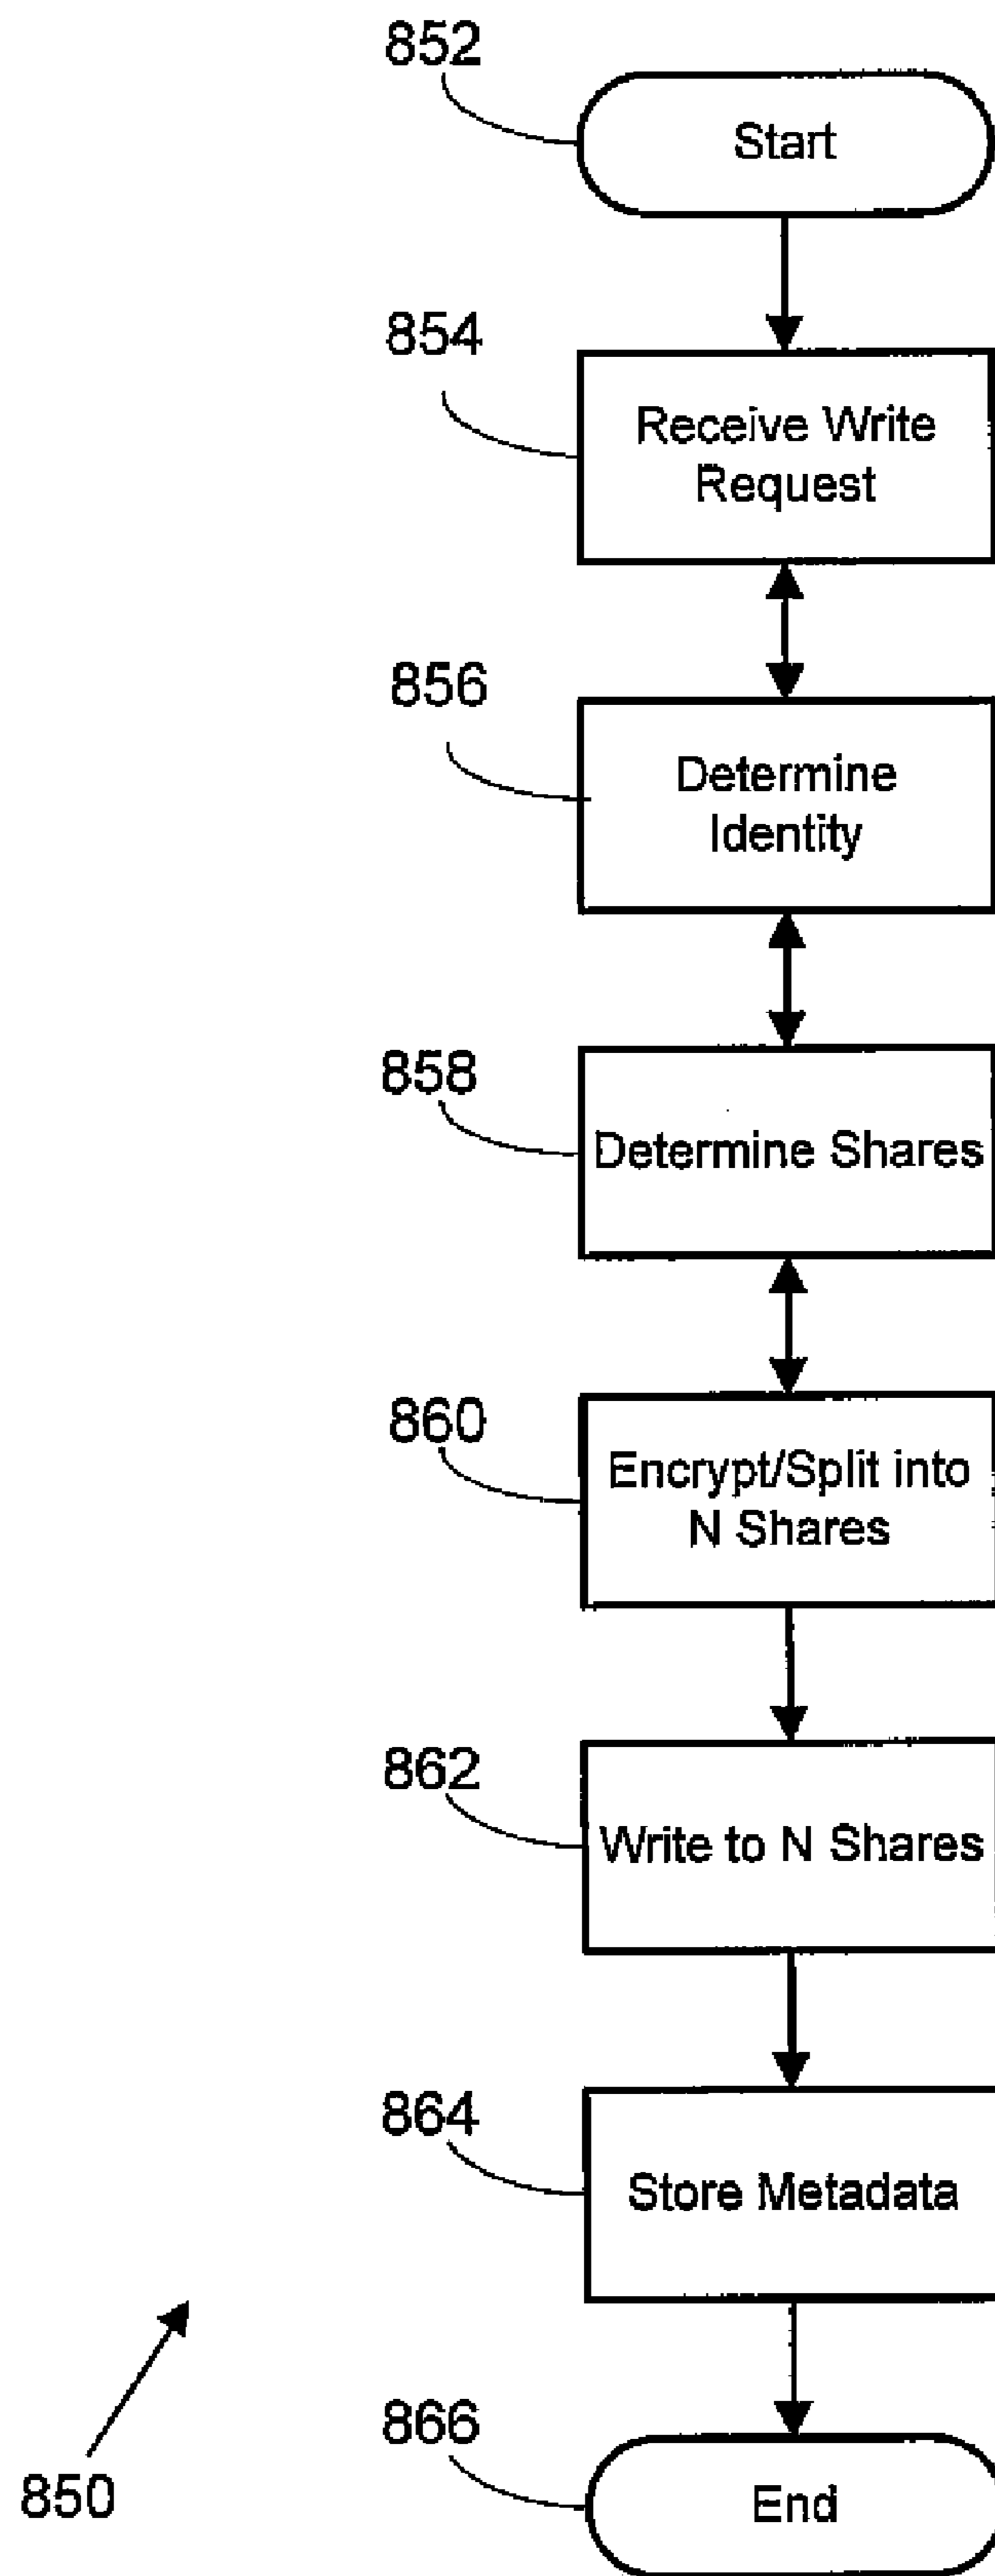 852
Start
854
Receive Write
Request
856
Determine
Identity
858
Determine Shares
860
Encrypt/Split into
N Shares
862
Write to N Shares
864
Store Metadata
866
End
850